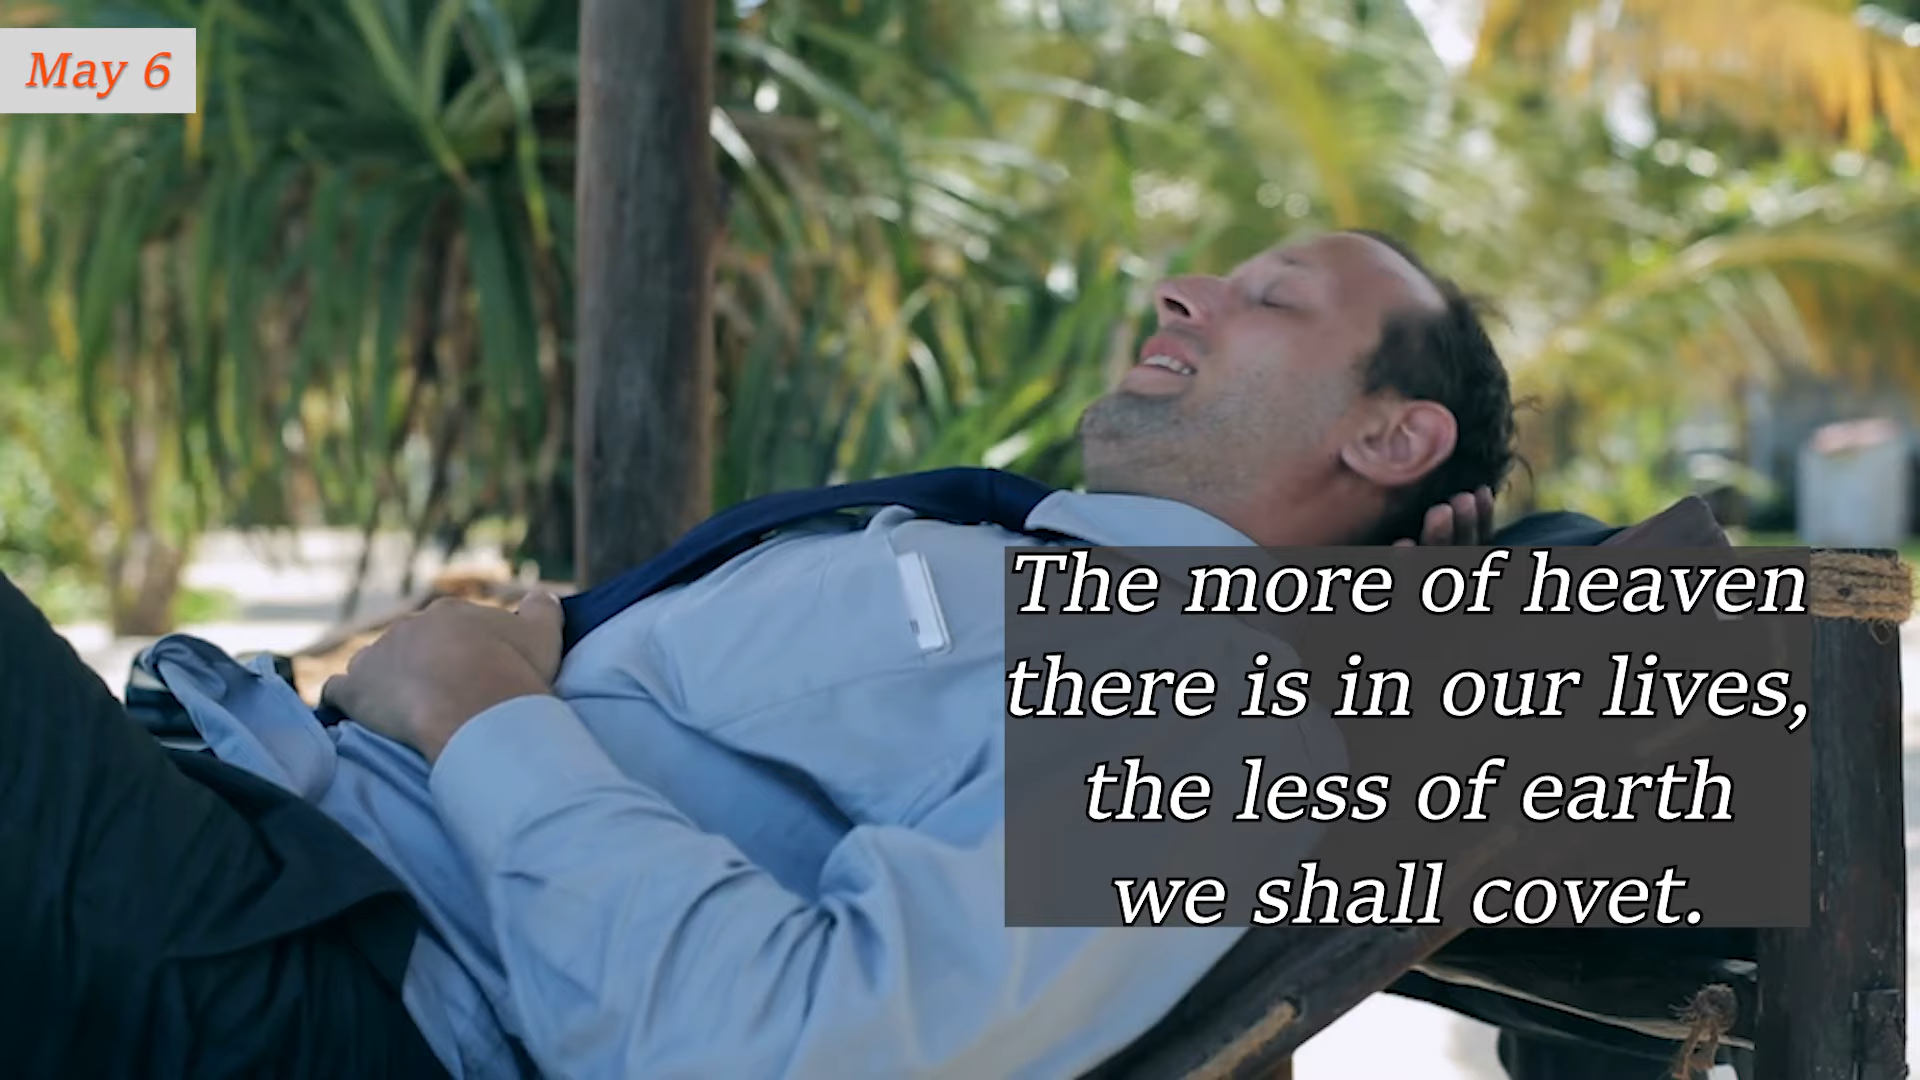 May 6
The more of heaven
there is in our lives,
the less of earth
we shall covet.